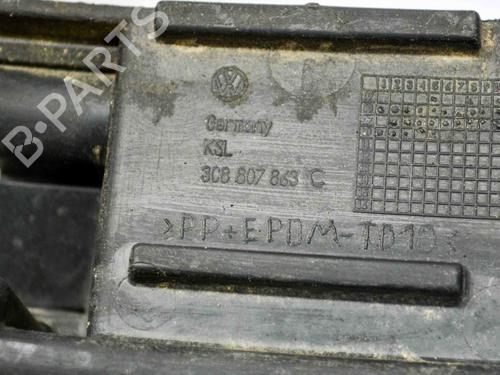 B-PARTS
VW
Germany
KSL
3C8 807 863 C
>PP+EPDM-TD10<